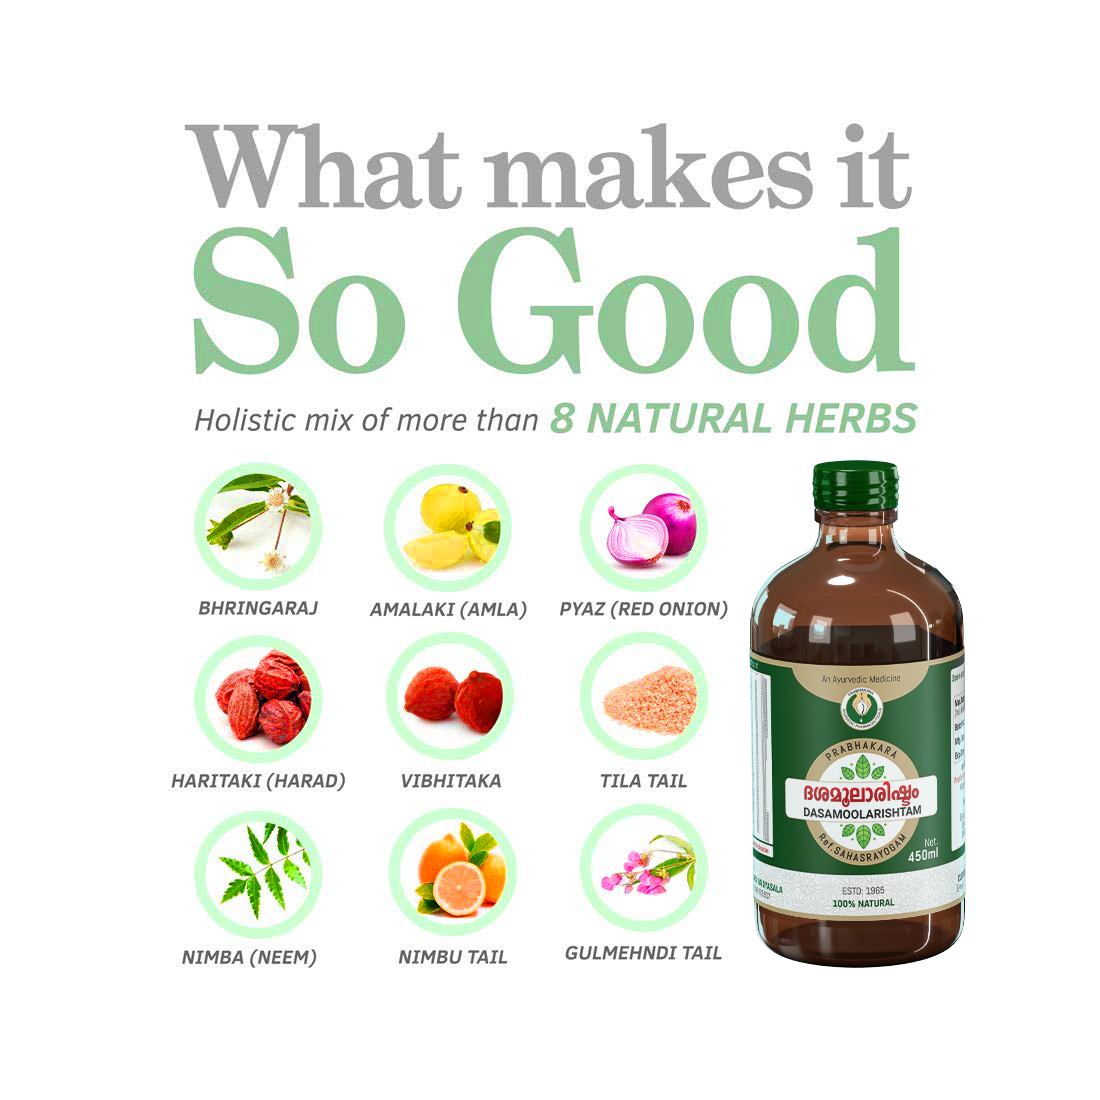 What makes it
So Good
Holistic mix of more than 8 NATURAL HERBS
BHRINGARAJ
AMALAKI (AMLA)
PYAZ (RED ONION)
HARITAKI (HARAD)
VIBHITAKA
TILA TAIL
NIMBA (NEEM)
NIMBU TAIL
GULMEHNDI TAIL
An Ayurvedic Medicine
PRABHAKARA
ദശമൂലാരിഷ്ടം
DASAMOOLARISHTAM
Ref.SAHASRAYOGAM
Net.
450ml
ESTD: 1965
100% NATURAL